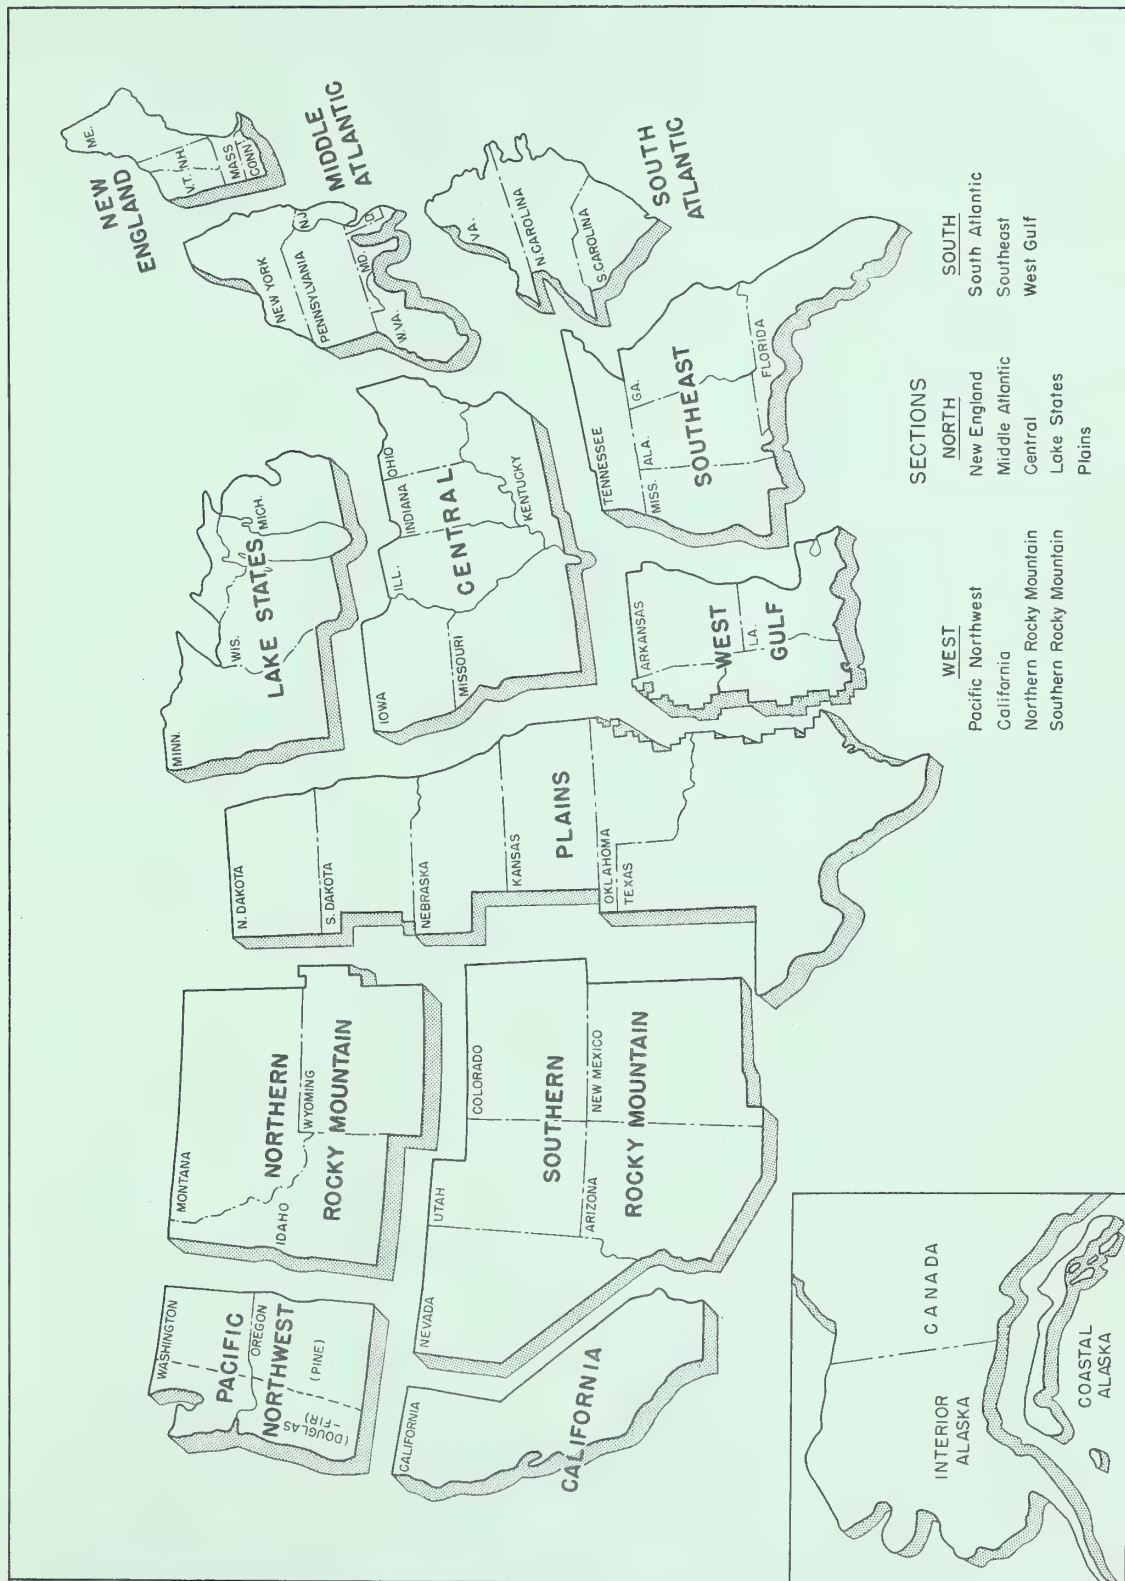 WASHINGTON
PACIFIC
OREGON
NORTHWEST
(DOUGLAS
-FIR)
(PINE)
MONTANA
IDAHO
NORTHERN
WYOMING
ROCKY MOUNTAIN
CALIFORNIA
CALIFORNIA
NEVADA
UTAH
COLORADO
SOUTHERN
ARIZONA
NEW MEXICO
ROCKY MOUNTAIN
N. DAKOTA
S. DAKOTA
NEBRASKA
KANSAS
PLAINS
OKLAHOMA
TEXAS
MINN.
WIS.
MICH.
LAKE STATES
IOWA
ILL.
INDIANA
OHIO
MISSOURI
CENTRAL
KENTUCKY
ARKANSAS
WEST
LA.
GULF
TENNESSEE
MISS.
ALA.
GA.
SOUTHEAST
FLORIDA
NEW
ENGLAND
ME.
V.T.
N.H.
MASS
CONN
MIDDLE
ATLANTIC
NEW YORK
PENNSYLVANIA
NJ
MD.
D.
W.VA.
VA.
N.CAROLINA
S.CAROLINA
SOUTH
ATLANTIC
INTERIOR
ALASKA
CANADA
COASTAL
ALASKA
SECTIONS
WEST
Pacific Northwest
California
Northern Rocky Mountain
Southern Rocky Mountain
NORTH
New England
Middle Atlantic
Central
Lake States
Plains
SOUTH
South Atlantic
Southeast
West Gulf